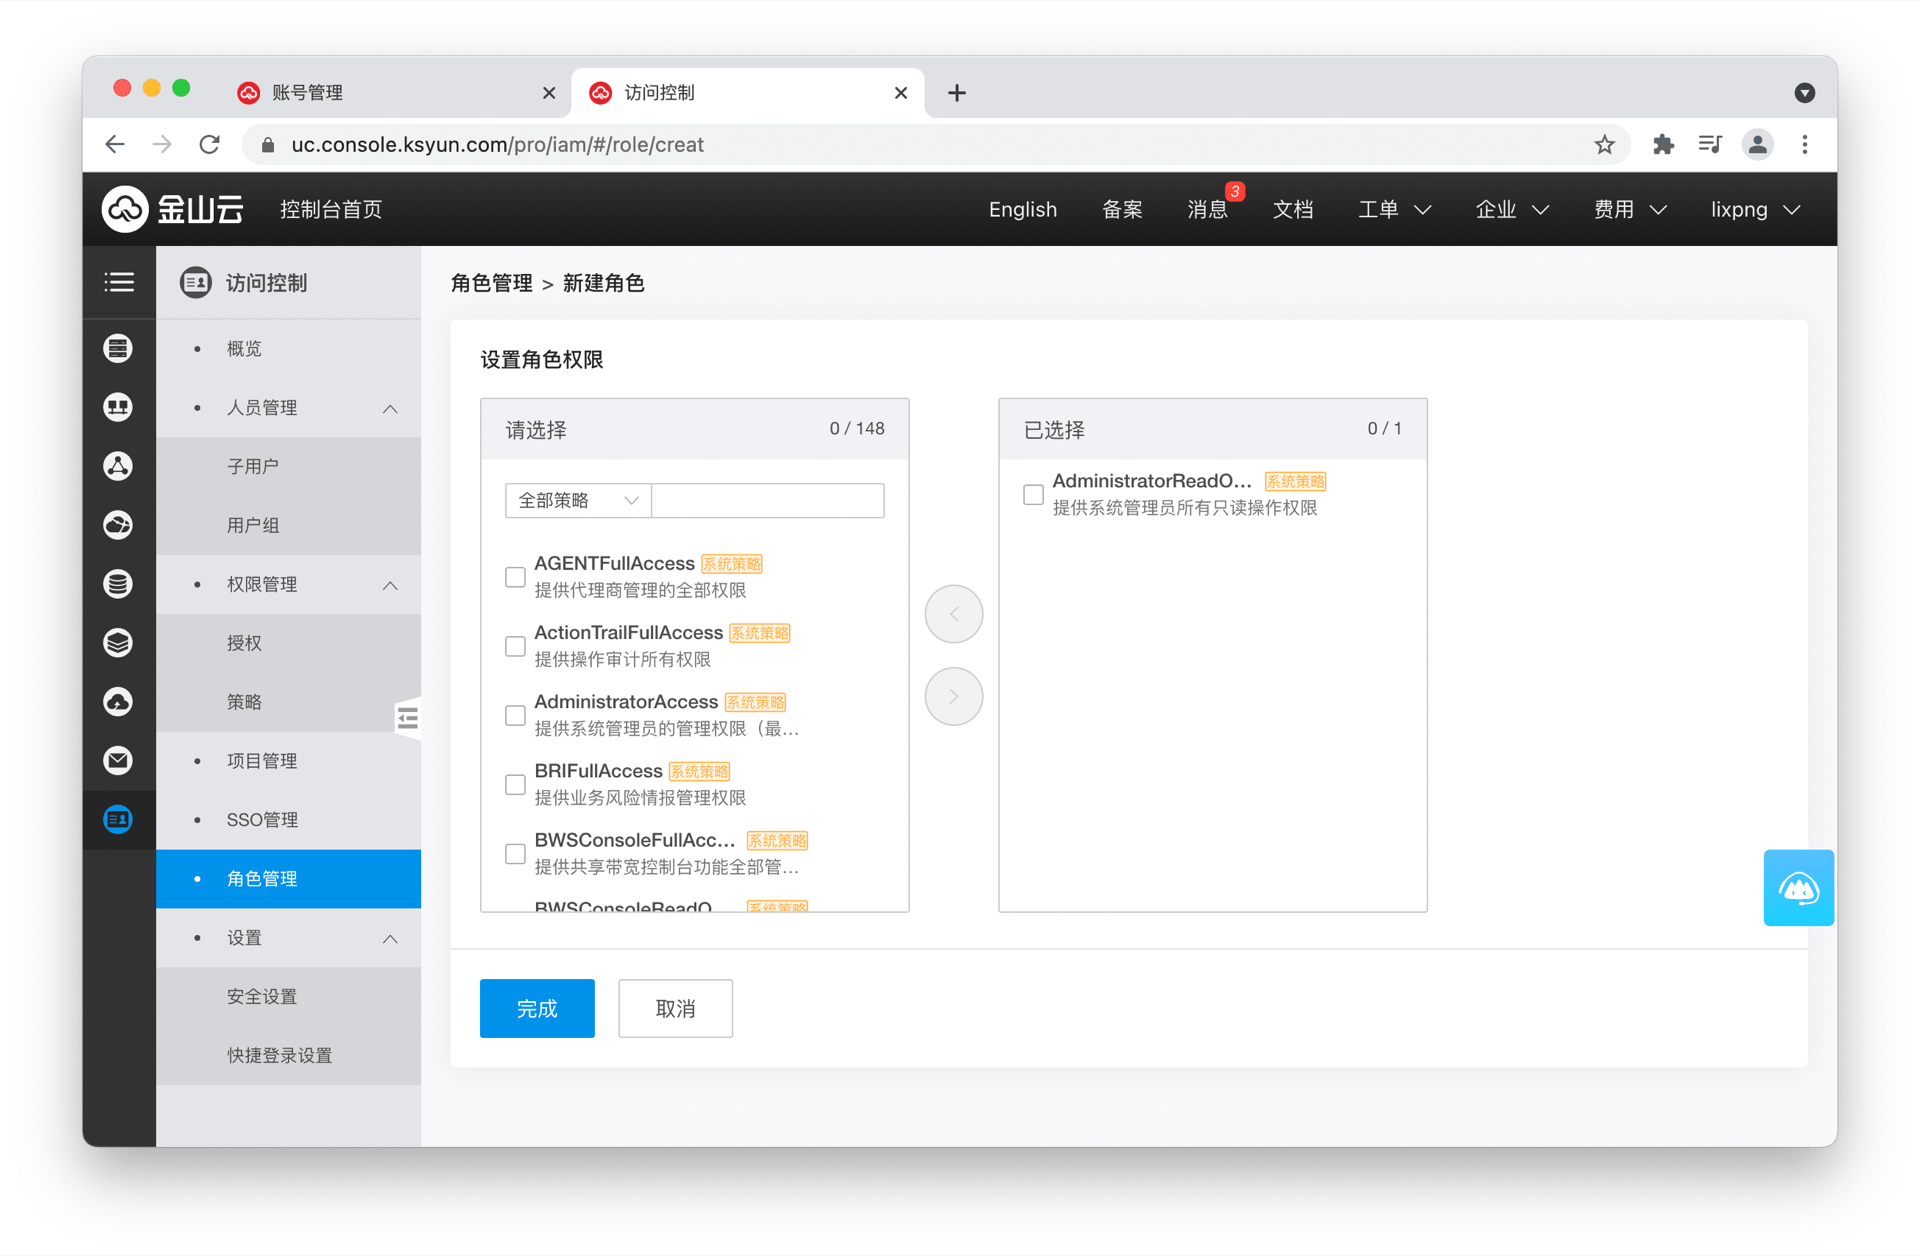 账号管理
访问控制
uc.console.ksyun.com/pro/iam/#/role/creat
金山云
控制台首页
English
备案
消息
3
文档
工单
企业
费用
lixpng
访问控制
概览
人员管理
子用户
用户组
权限管理
授权
策略
项目管理
SSO管理
角色管理
设置
安全设置
快捷登录设置
角色管理 > 新建角色
设置角色权限
请选择 0 / 148
全部策略
AGENTFullAccess 系统策略
提供代理商管理的全部权限
ActionTrailFullAccess 系统策略
提供操作审计所有权限
AdministratorAccess 系统策略
提供系统管理员的管理权限（最...
BRIFullAccess 系统策略
提供业务风险情报管理权限
BWSConsoleFullAcc... 系统策略
提供共享带宽控制台功能全部管...
BWSConsoleReadO... 系统策略
已选择 0 / 1
AdministratorReadO... 系统策略
提供系统管理员所有只读操作权限
完成
取消